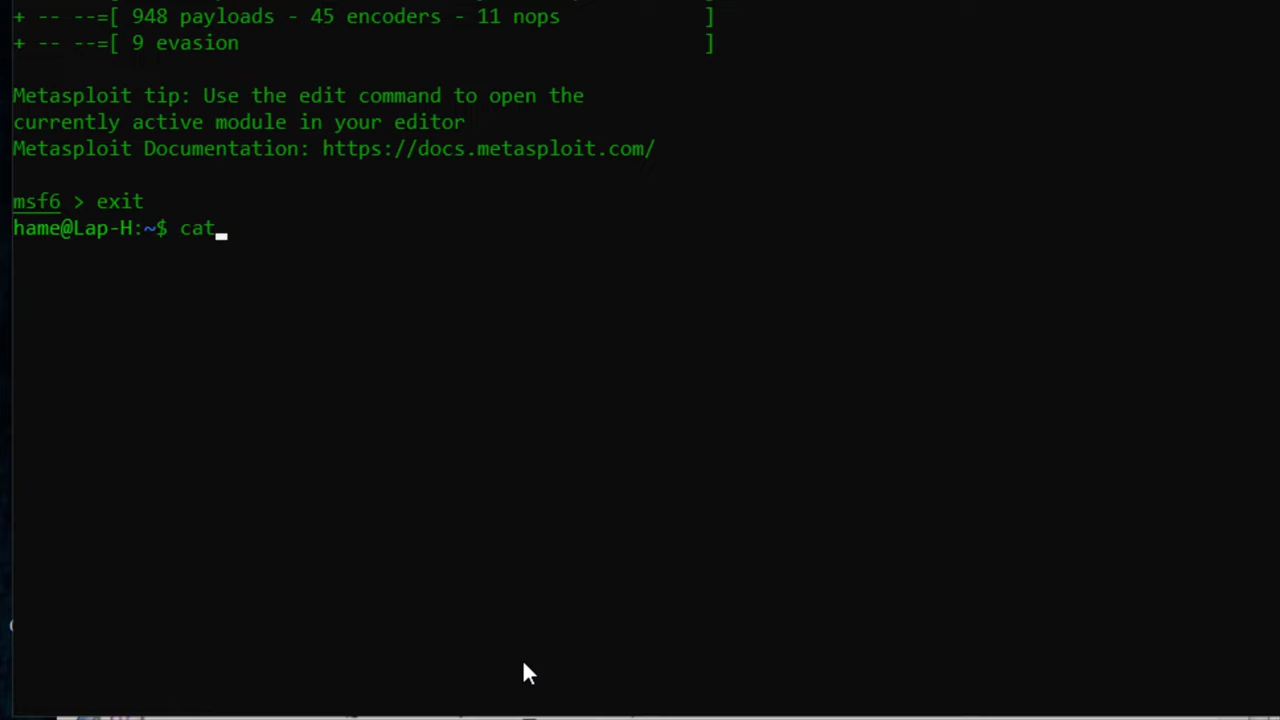 + -- --=[ 948 payloads - 45 encoders - 11 nops ]
+ -- --=[ 9 evasion ]
Metasploit tip: Use the edit command to open the
currently active module in your editor
Metasploit Documentation: https://docs.metasploit.com/
msf6 > exit
hame@Lap-H:~$ cat